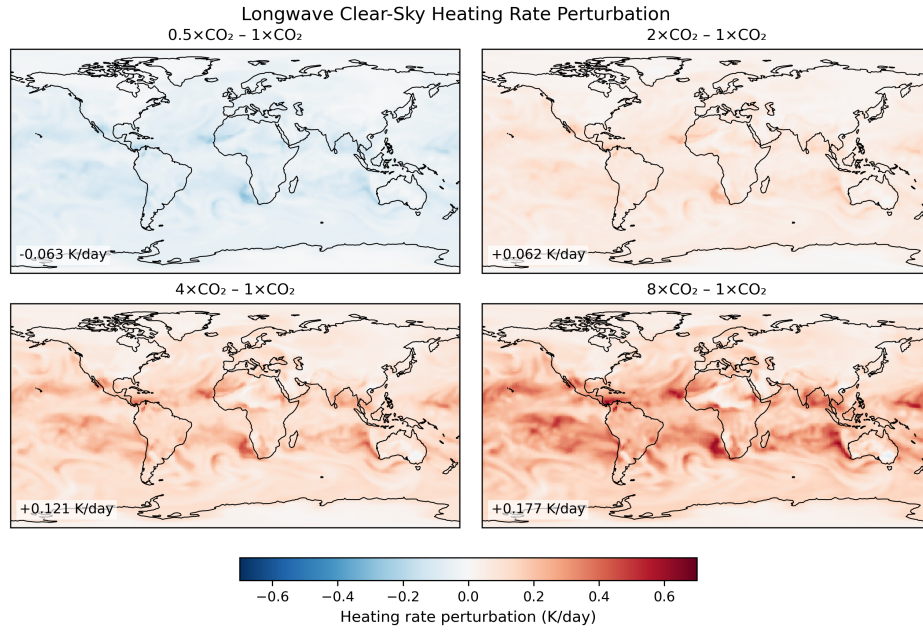 Longwave Clear-Sky Heating Rate Perturbation
0.5×CO₂ – 1×CO₂
2×CO₂ – 1×CO₂
-0.063 K/day
+0.062 K/day
4×CO₂ – 1×CO₂
8×CO₂ – 1×CO₂
+0.121 K/day
+0.177 K/day
−0.6 −0.4 −0.2 0.0 0.2 0.4 0.6
Heating rate perturbation (K/day)